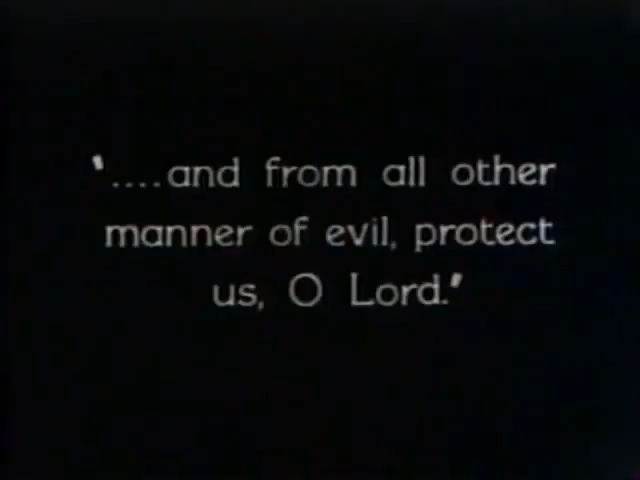 "....and from all other
manner of evil, protect
us, O Lord."